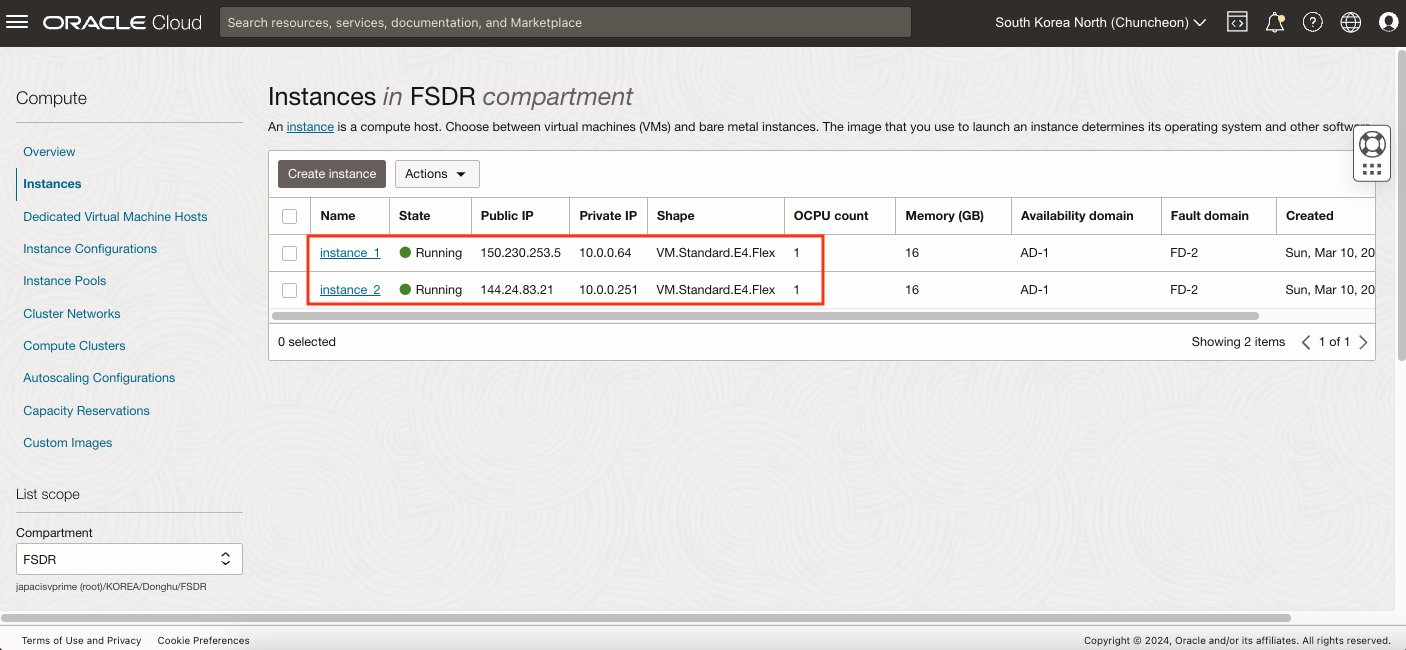 ORACLE Cloud
Search resources, services, documentation, and Marketplace
South Korea North (Chuncheon)
Compute
Overview
Instances
Dedicated Virtual Machine Hosts
Instance Configurations
Instance Pools
Cluster Networks
Compute Clusters
Autoscaling Configurations
Capacity Reservations
Custom Images
List scope
Compartment
FSDR
japacisvprime (root)/KOREA/Donghu/FSDR
Instances in FSDR compartment
An instance is a compute host. Choose between virtual machines (VMs) and bare metal instances. The image that you use to launch an instance determines its operating system and other software.
Create instance Actions
Name State Public IP Private IP Shape OCPU count Memory (GB) Availability domain Fault domain Created
instance_1 Running 150.230.253.5 10.0.0.64 VM.Standard.E4.Flex 1 16 AD-1 FD-2 Sun, Mar 10, 20
instance_2 Running 144.24.83.21 10.0.0.251 VM.Standard.E4.Flex 1 16 AD-1 FD-2 Sun, Mar 10, 20
0 selected Showing 2 items 1 of 1
Terms of Use and Privacy Cookie Preferences Copyright © 2024, Oracle and/or its affiliates. All rights reserved.